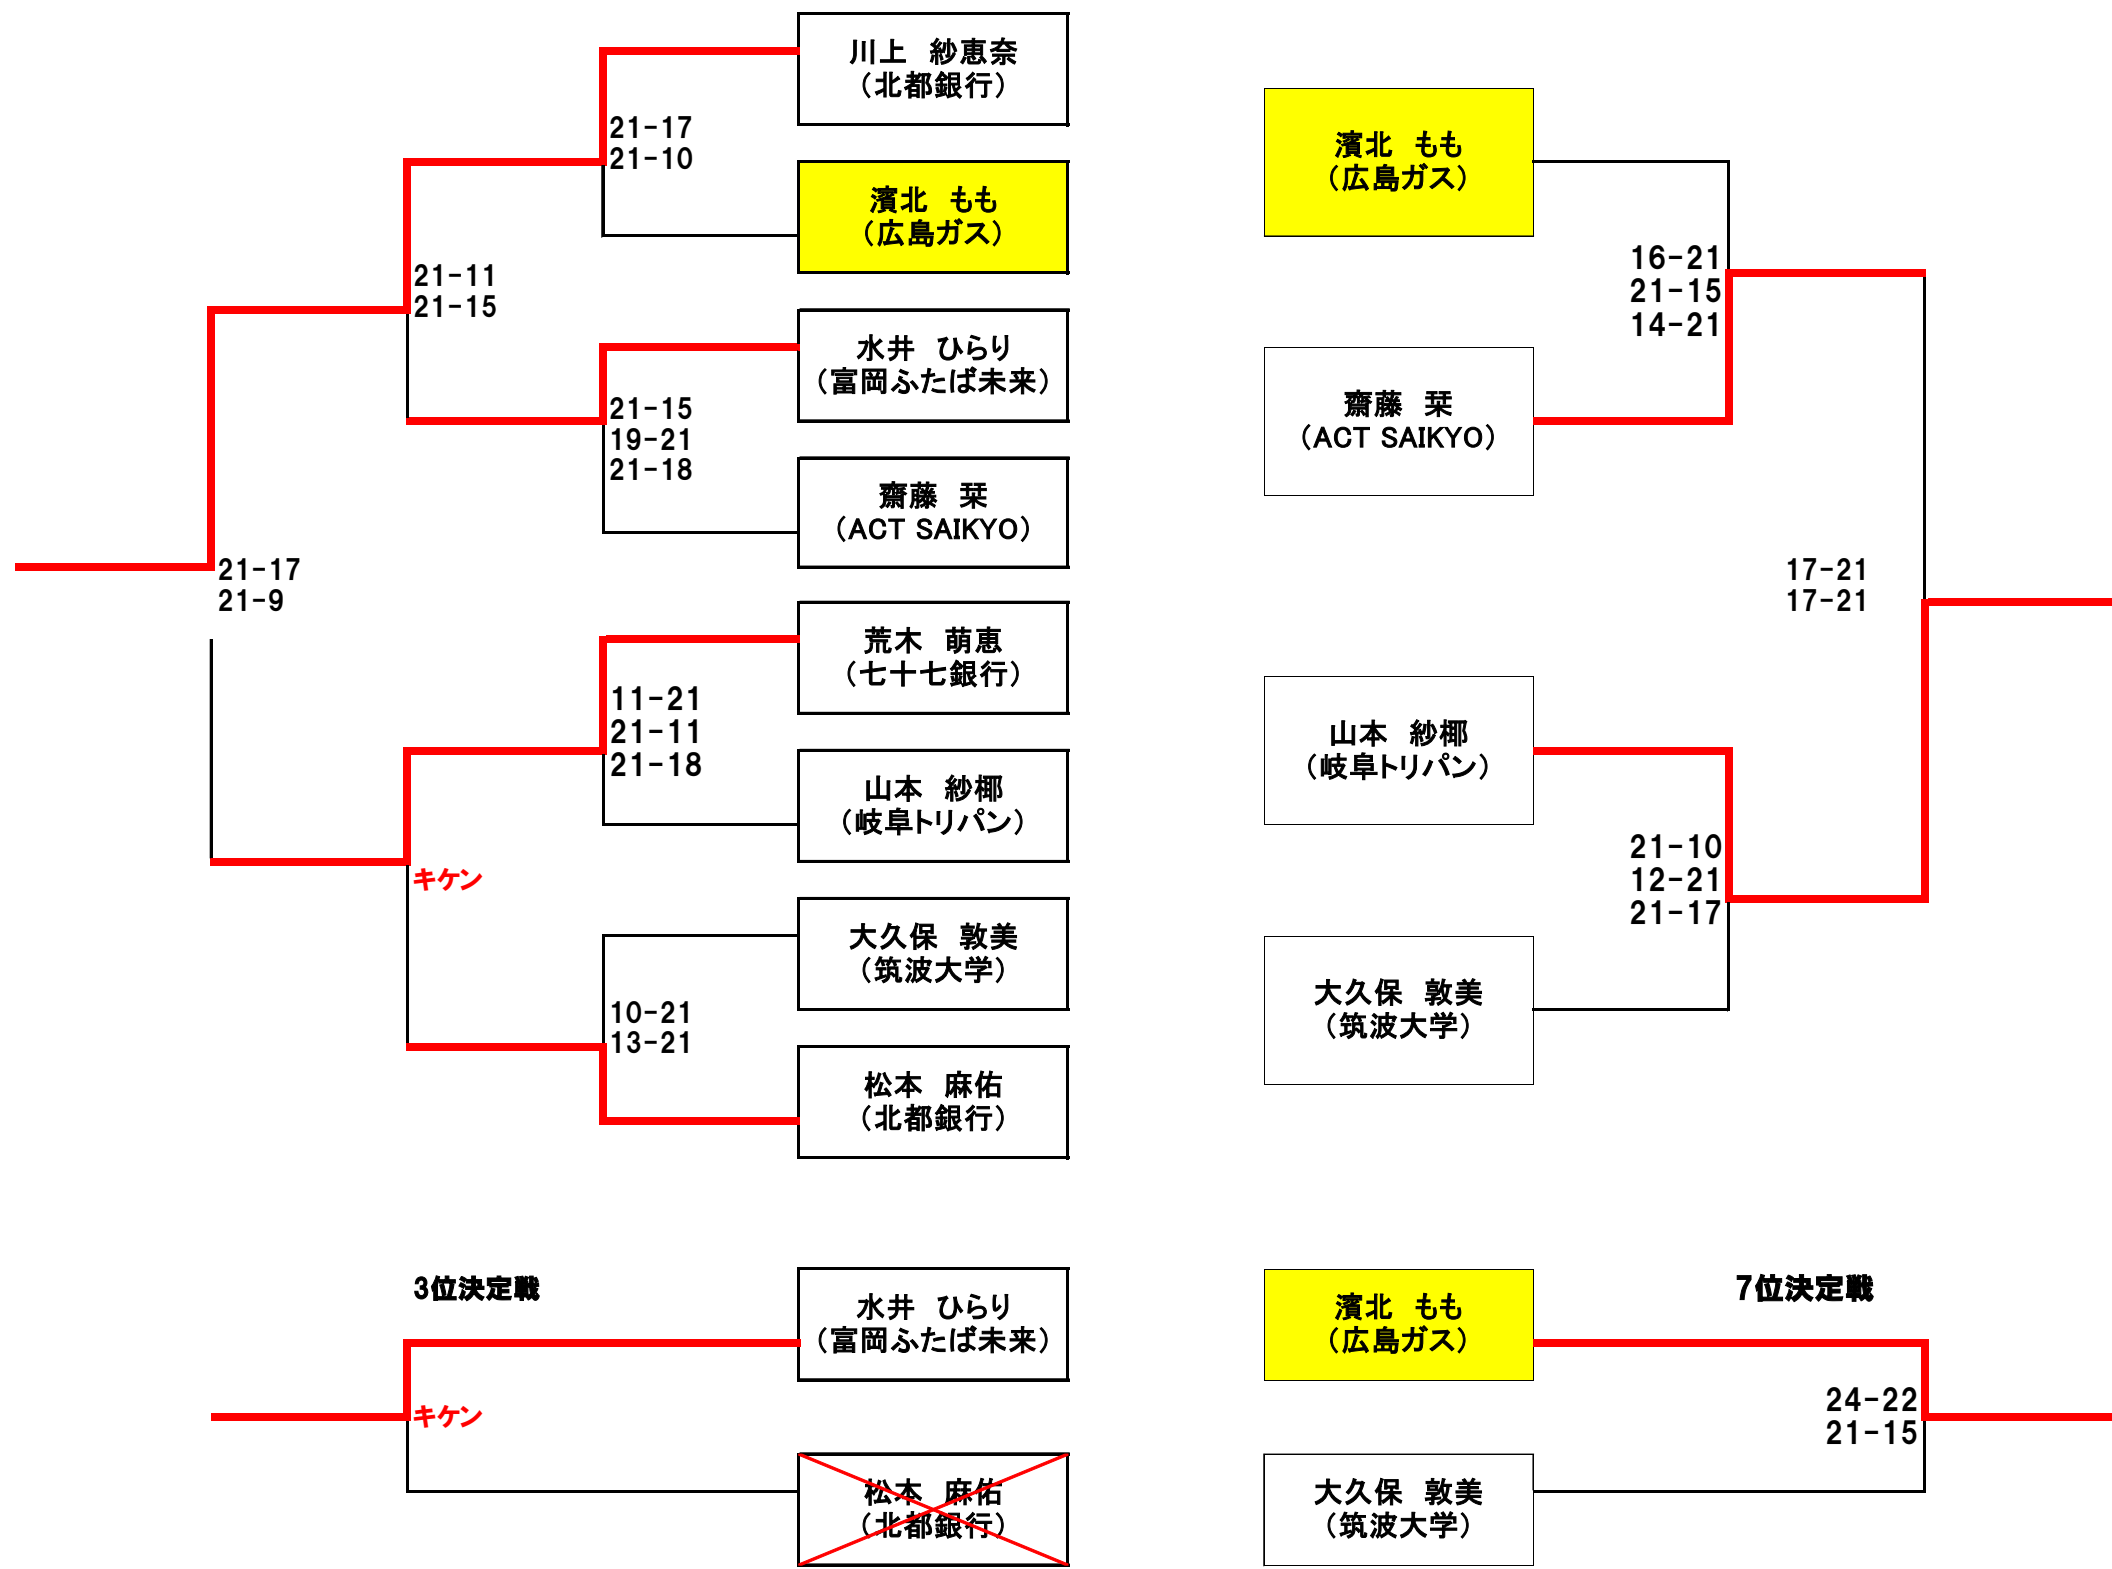 川上　紗恵奈
（北都銀行）
21-17
21-10
濱北　もも
（広島ガス）
21-11
21-15
水井　ひらり
（富岡ふたば未来）
21-15
19-21
21-18
齋藤　栞
（ACT SAIKYO）
21-17
21-9
荒木　萌恵
（七十七銀行）
11-21
21-11
21-18
山本　紗椰
（岐阜トリパン）
キケン
大久保　敦美
（筑波大学）
10-21
13-21
松本　麻佑
（北都銀行）
濱北　もも
（広島ガス）
16-21
21-15
14-21
齋藤　栞
（ACT SAIKYO）
17-21
17-21
山本　紗椰
（岐阜トリパン）
21-10
12-21
21-17
大久保　敦美
（筑波大学）
3位決定戦
水井　ひらり
（富岡ふたば未来）
キケン
松本　麻佑
（北都銀行）
7位決定戦
濱北　もも
（広島ガス）
24-22
21-15
大久保　敦美
（筑波大学）